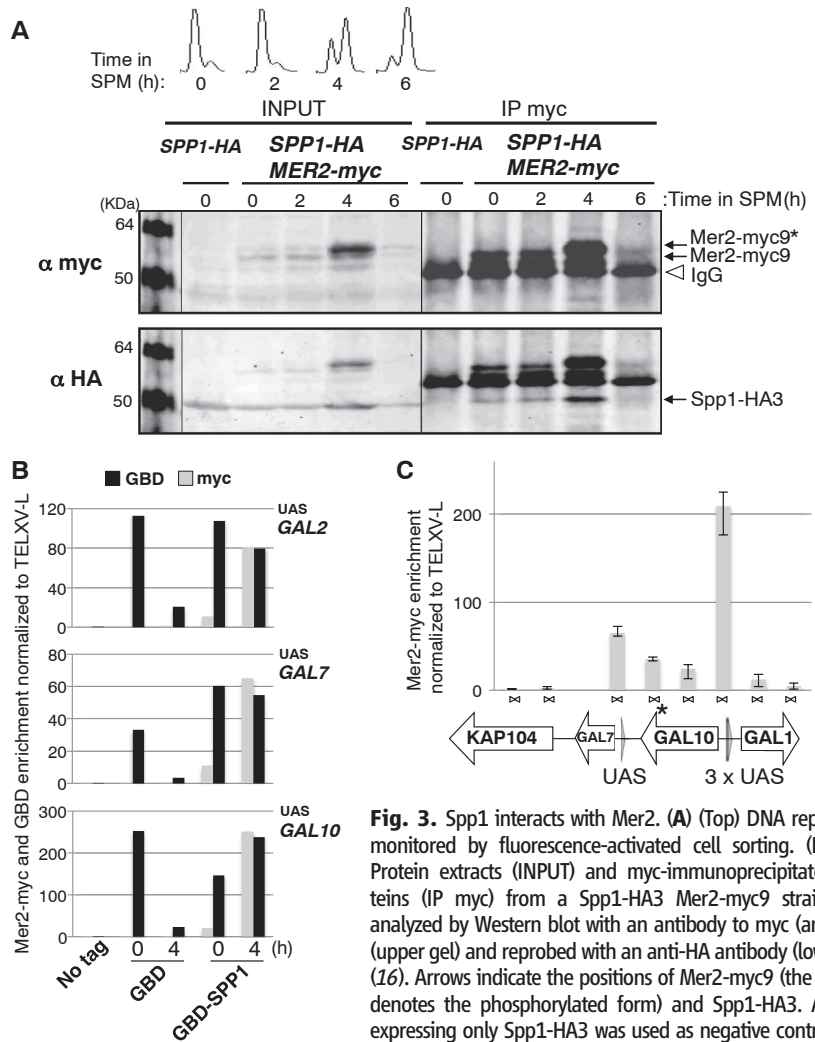 A
Time in
SPM (h): 0 2 4 6
INPUT IP myc
SPP1-HA SPP1-HA MER2-myc SPP1-HA SPP1-HA MER2-myc
(KDa) 0 0 2 4 6 0 0 2 4 6 :Time in SPM(h)
64
50
α myc
Mer2-myc9*
Mer2-myc9
IgG
64
50
α HA
Spp1-HA3
B
GBD myc
Mer2-myc and GBD enrichment normalized to TELXV-L
120
80
40
0
UAS
GAL2
80
60
40
20
0
UAS
GAL7
300
200
100
0
UAS
GAL10
No tag 0 4 0 4 (h)
GBD GBD-SPP1
C
Mer2-myc enrichment
normalized to TELXV-L
200
100
0
*
KAP104 GAL7 GAL10 GAL1
UAS 3 x UAS
Fig. 3. Spp1 interacts with Mer2. (A) (Top) DNA rep
monitored by fluorescence-activated cell sorting. (
Protein extracts (INPUT) and myc-immunoprecipitate
teins (IP myc) from a Spp1-HA3 Mer2-myc9 strai
analyzed by Western blot with an antibody to myc (an
(upper gel) and reprobed with an anti-HA antibody (low
(16). Arrows indicate the positions of Mer2-myc9 (the
denotes the phosphorylated form) and Spp1-HA3. A
expressing only Spp1-HA3 was used as negative contr